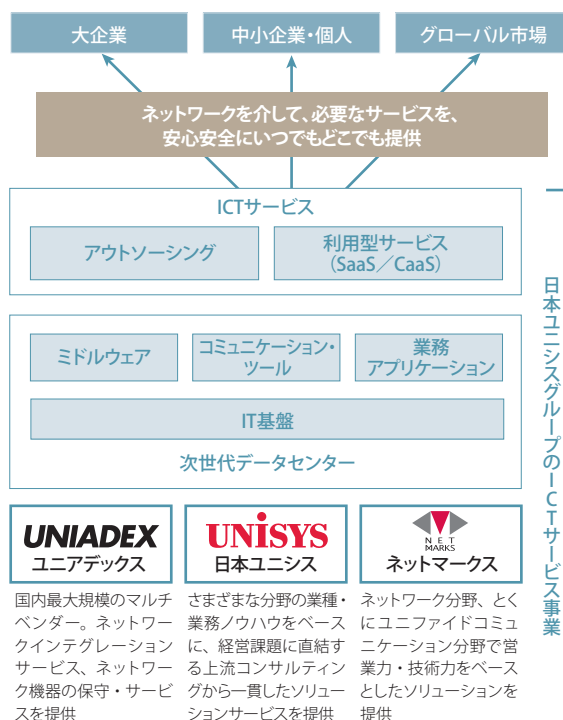 大企業
中小企業・個人
グローバル市場
ネットワークを介して、必要なサービスを、
安心安全にいつでもどこでも提供
ICTサービス
アウトソーシング
利用型サービス
（SaaS／CaaS）
ミドルウェア
コミュニケーション・
ツール
業務
アプリケーション
IT基盤
次世代データセンター
日本ユニシスグループのICTサービス事業
UNIADEX
ユニアデックス
国内最大規模のマルチ
ベンダー。ネットワー
クインテグレーション
サービス、ネットワー
ク機器の保守・サービ
スを提供
UNiSYS
日本ユニシス
さまざまな分野の業種・
業務ノウハウをベース
に、経営課題に直結す
る上流コンサルティン
グから一貫したソリュー
ションサービスを提供
NET
MARKS
ネットマークス
ネットワーク分野、とく
にユニファイドコミュ
ニケーション分野で営
業力・技術力をベース
としたソリューションを
提供